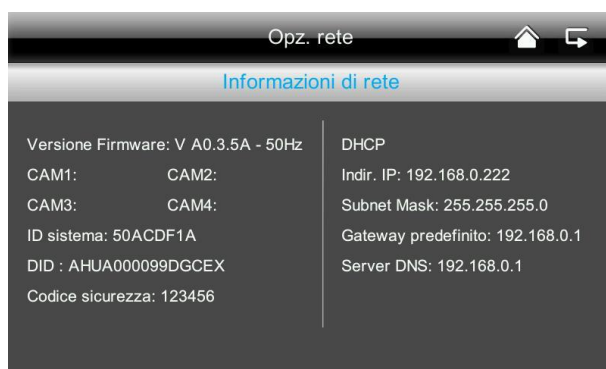 Opz. rete
Informazioni di rete
Versione Firmware: V A0.3.5A - 50Hz
CAM1: CAM2:
CAM3: CAM4:
ID sistema: 50ACDF1A
DID : AHUA000099DGCEX
Codice sicurezza: 123456
DHCP
Indir. IP: 192.168.0.222
Subnet Mask: 255.255.255.0
Gateway predefinito: 192.168.0.1
Server DNS: 192.168.0.1